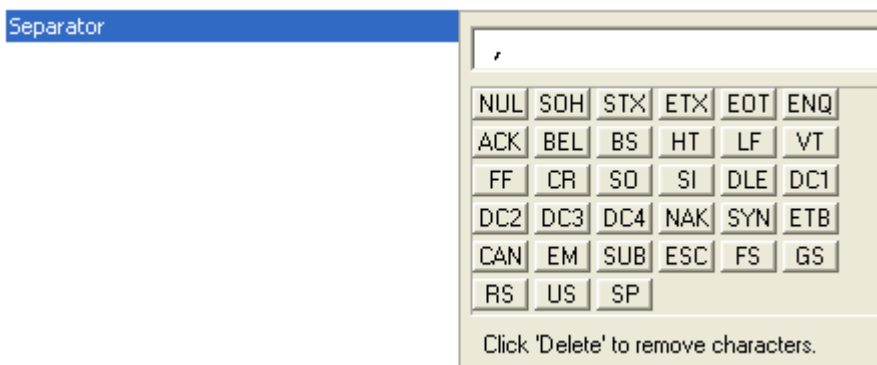 Separator
,
NUL SOH STX ETX EOT ENQ
ACK BEL BS HT LF VT
FF CR SO SI DLE DC1
DC2 DC3 DC4 NAK SYN ETB
CAN EM SUB ESC FS GS
RS US SP
Click 'Delete' to remove characters.